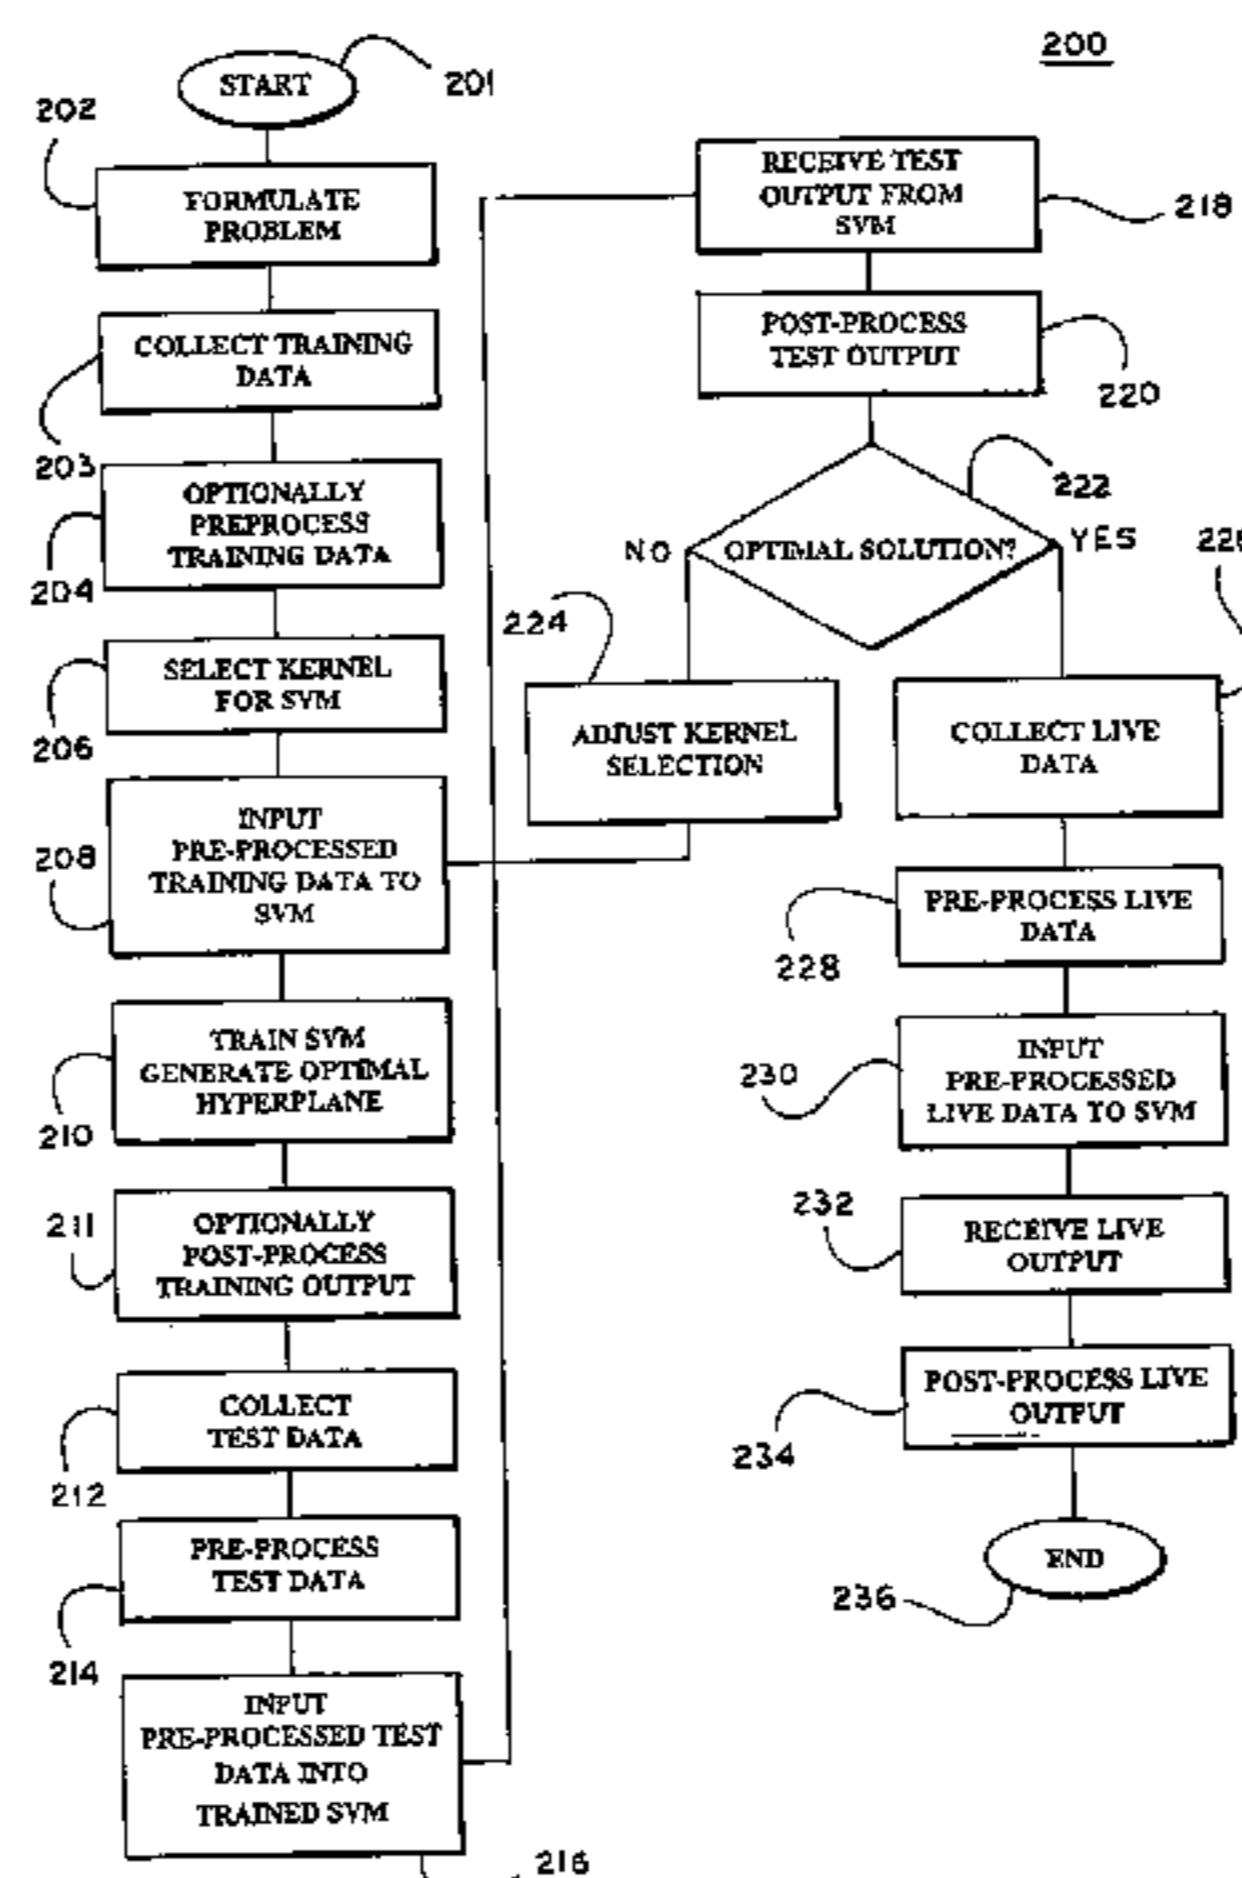 200
START
201
202
FORMULATE
PROBLEM
COLLECT TRAINING
DATA
203
OPTIONALLY
PREPROCESS
TRAINING DATA
204
SELECT KERNEL
FOR SVM
206
INPUT
PRE-PROCESSED
TRAINING DATA TO
SVM
208
TRAIN SVM
GENERATE OPTIMAL
HYPERPLANE
210
211
OPTIONALLY
POST-PROCESS
TRAINING OUTPUT
COLLECT
TEST DATA
212
PRE-PROCESS
TEST DATA
214
INPUT
PRE-PROCESSED TEST
DATA INTO
TRAINED SVM
216
RECEIVE TEST
OUTPUT FROM
SVM
218
POST-PROCESS
TEST OUTPUT
220
222
NO
OPTIMAL SOLUTION?
YES
224
ADJUST KERNEL
SELECTION
COLLECT LIVE
DATA
PRE-PROCESS LIVE
DATA
228
230
INPUT
PRE-PROCESSED
LIVE DATA TO SVM
232
RECEIVE LIVE
OUTPUT
POST-PROCESS LIVE
OUTPUT
234
END
236